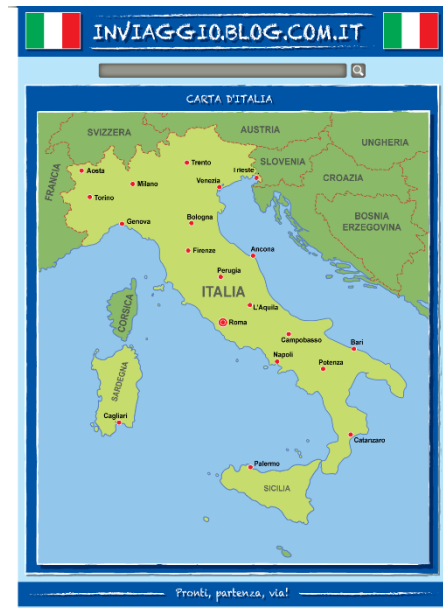 INVIAGGIO.BLOG.COM.IT
CARTA D'ITALIA
SVIZZERA
AUSTRIA
UNGHERIA
SLOVENIA
CROAZIA
BOSNIA
ERZEGOVINA
FRANCIA
Aosta
Trento
Trieste
Milano
Venezia
Torino
Genova
Bologna
Firenze
Ancona
Perugia
ITALIA
L'Aquila
CORSICA
Roma
Campobasso
Bari
Napoli
Potenza
SARDEGNA
Cagliari
Catanzaro
Palermo
SICILIA
Pronti, partenza, via!